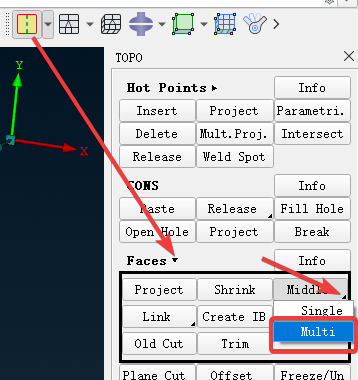 TOPO
Y
X
Hot Points Info
Insert Project Parametri.
Delete Mult.Proj. Intersect
Release Weld Spot
CONS Info
Paste Release Fill Hole
Open Hole Project Break
Faces Info
Project Shrink Middle
Single
Link Create IB
Multi
Old Cut Trim
Plane Cut Offset Freeze/Un